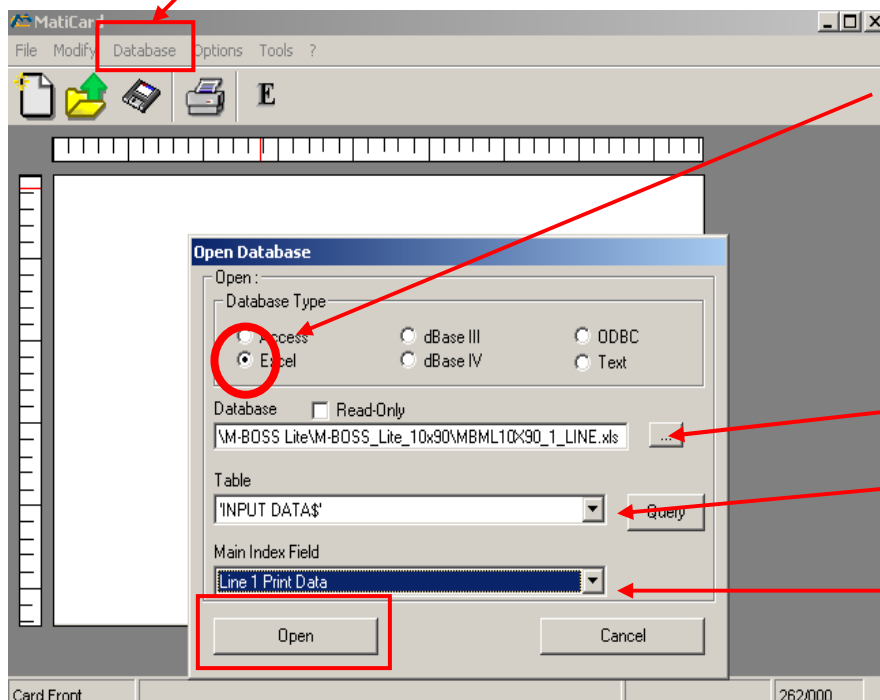 MatiCard
File Modify Database Options Tools ?
E
Open Database
Open :
Database Type
Access dBase III ODBC
Excel dBase IV Text
Database Read-Only
\M-BOSS Lite\M-BOSS_Lite_10x90\MBML10X90_1_LINE.xls ...
Table
'INPUT DATA$' Query
Main Index Field
Line 1 Print Data
Open Cancel
Card Front 262/000